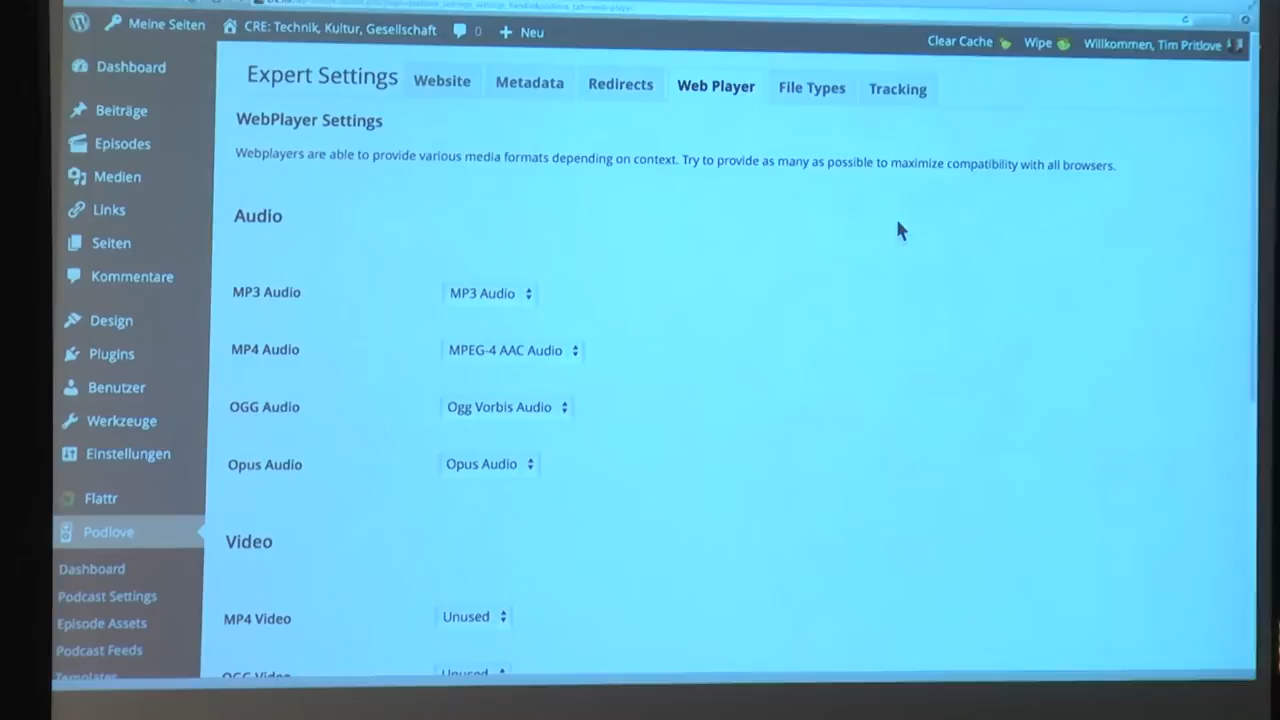 Meine Seiten
CRE: Technik, Kultur, Gesellschaft
0
Neu
Clear Cache
Wipe
Willkommen, Tim Pritlove
Dashboard
Beiträge
Episodes
Medien
Links
Seiten
Kommentare
Design
Plugins
Benutzer
Werkzeuge
Einstellungen
Flattr
Podlove
Dashboard
Podcast Settings
Episode Assets
Podcast Feeds
Templates
Expert Settings
Website
Metadata
Redirects
Web Player
File Types
Tracking
WebPlayer Settings
Webplayers are able to provide various media formats depending on context. Try to provide as many as possible to maximize compatibility with all browsers.
Audio
MP3 Audio
MP3 Audio
MP4 Audio
MPEG-4 AAC Audio
OGG Audio
Ogg Vorbis Audio
Opus Audio
Opus Audio
Video
MP4 Video
Unused
OGG Video
Unused